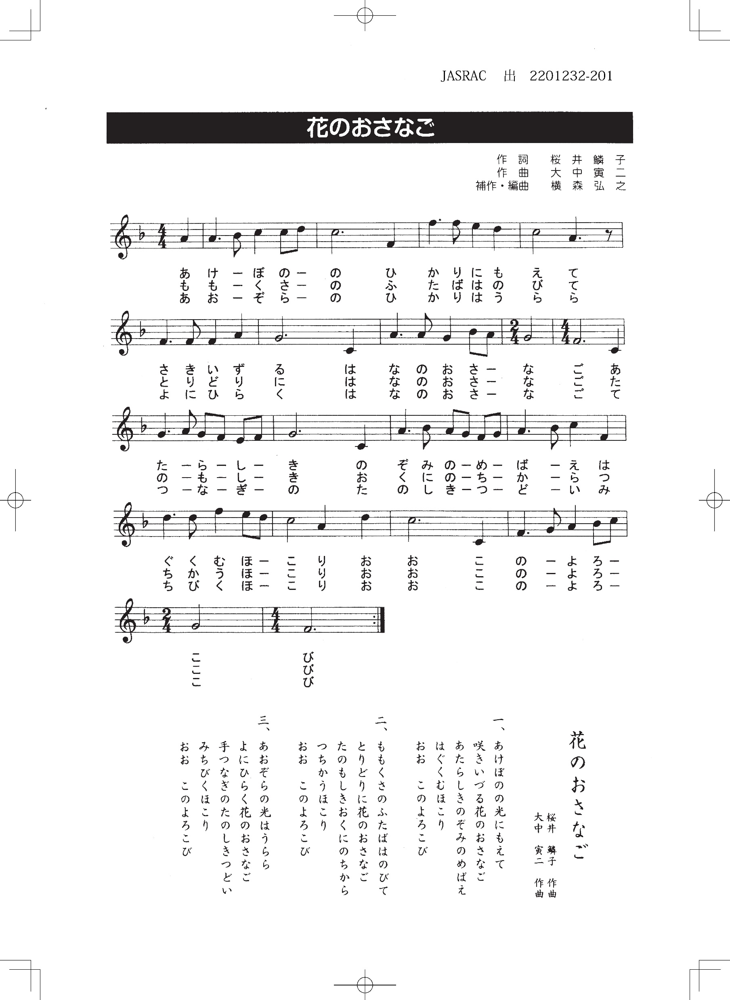 JASRAC 出 2201232-201
花のおさなご
作詞 桜井鱗子
作曲 大中寅二
補作・編曲 横森弘之
4 4
あ け ー ぼ の ー の ひ か り に も え て
も も ー く さ ー の ふ た ば は の び て
あ お ー ぞ ら ー の ひ か り は う ら ら
2 4 4 4
さ き い ず る は な の お さ ー な ご あ
と り ど り に は な の お さ ー な ご た
よ に ひ ら く は な の お さ ー な ご て
た ー ら ー し ー き の ぞ み の ー め ー ば ー え は
の ー も ー し ー き お く に の ー ち ー か ー ら つ
つ ー な ー ぎ ー の た の し き ー つ ー ど ー い み
ぐ く む ほ ー こ り お お こ の ー よ ろ ー
ち か う ほ ー こ り お お こ の ー よ ろ ー
ち び く ほ ー こ り お お こ の ー よ ろ ー
2 4 4 4
こ び
こ び
こ び
花のおさなご
桜井 鱗子 作曲
大中 寅二 作曲
一、あけぼのの光にもえて
咲きいづる花のおさなご
あたらしきのぞみのめばえ
はぐくむほこり
おお このよろこび
二、ももくさのふたばはのびて
とりどりに花のおさなご
たのもしきおくにのちから
つちかうほこり
おお このよろこび
三、あおぞらの光はうらら
よにひらく花のおさなご
手つなぎのたのしきつどい
みちびくほこり
おお このよろこび